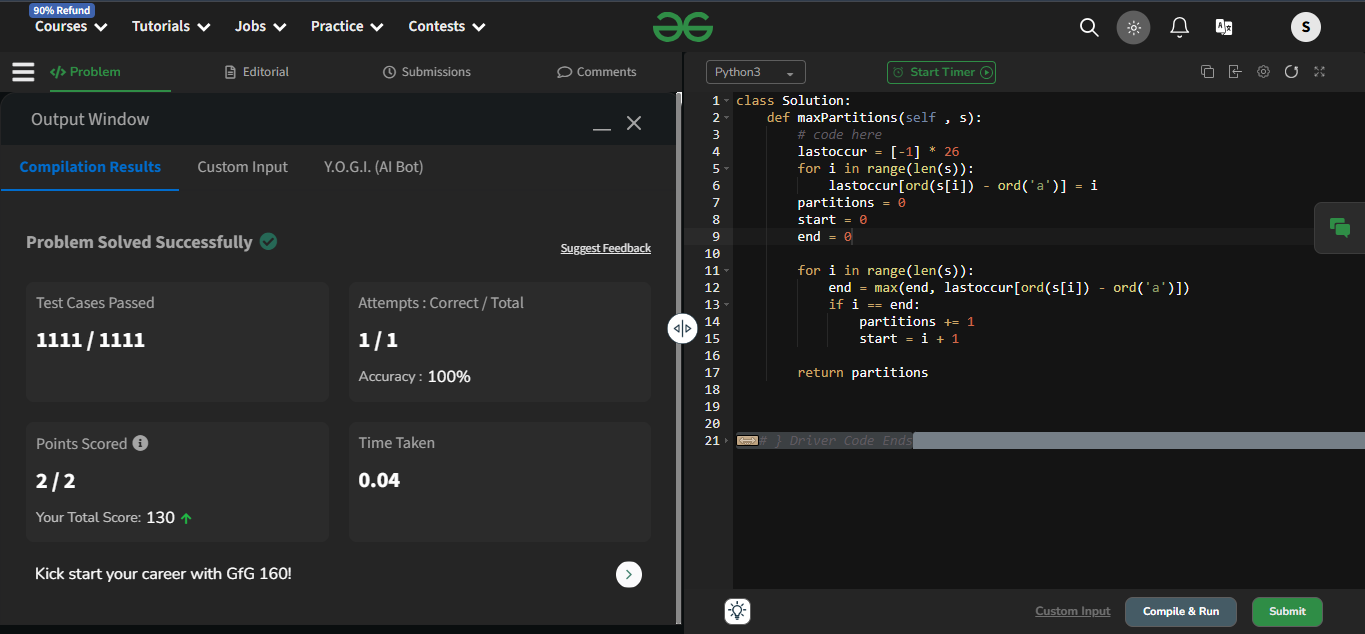 90% Refund
Courses Tutorials Jobs Practice Contests S
</> Problem Editorial Submissions Comments
Output Window
Compilation Results Custom Input Y.O.G.I. (AI Bot)
Problem Solved Successfully
Suggest Feedback
Test Cases Passed
1111 / 1111
Attempts : Correct / Total
1 / 1
Accuracy : 100%
Points Scored
2 / 2
Your Total Score: 130
Time Taken
0.04
Kick start your career with GfG 160!
Python3 Start Timer
1 class Solution:
2 def maxPartitions(self , s):
3 # code here
4 lastoccur = [-1] * 26
5 for i in range(len(s)):
6 lastoccur[ord(s[i]) - ord('a')] = i
7 partitions = 0
8 start = 0
9 end = 0
10
11 for i in range(len(s)):
12 end = max(end, lastoccur[ord(s[i]) - ord('a')])
13 if i == end:
14 partitions += 1
15 start = i + 1
16
17 return partitions
18
19
20
21 # } Driver Code Ends
Custom Input Compile & Run Submit